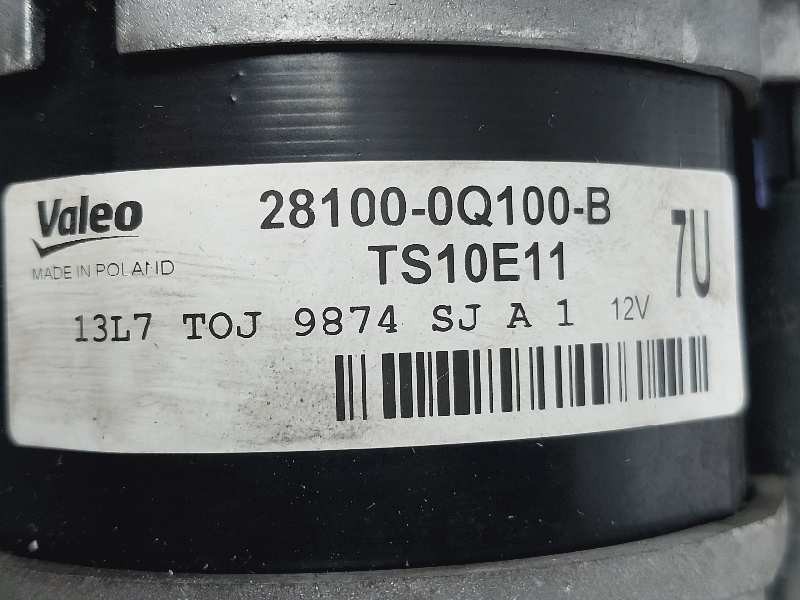 Valeo
MADE IN POLAND
28100-0Q100-B
TS10E11
7U
13L7 TOJ 9874 SJ A 1 12V